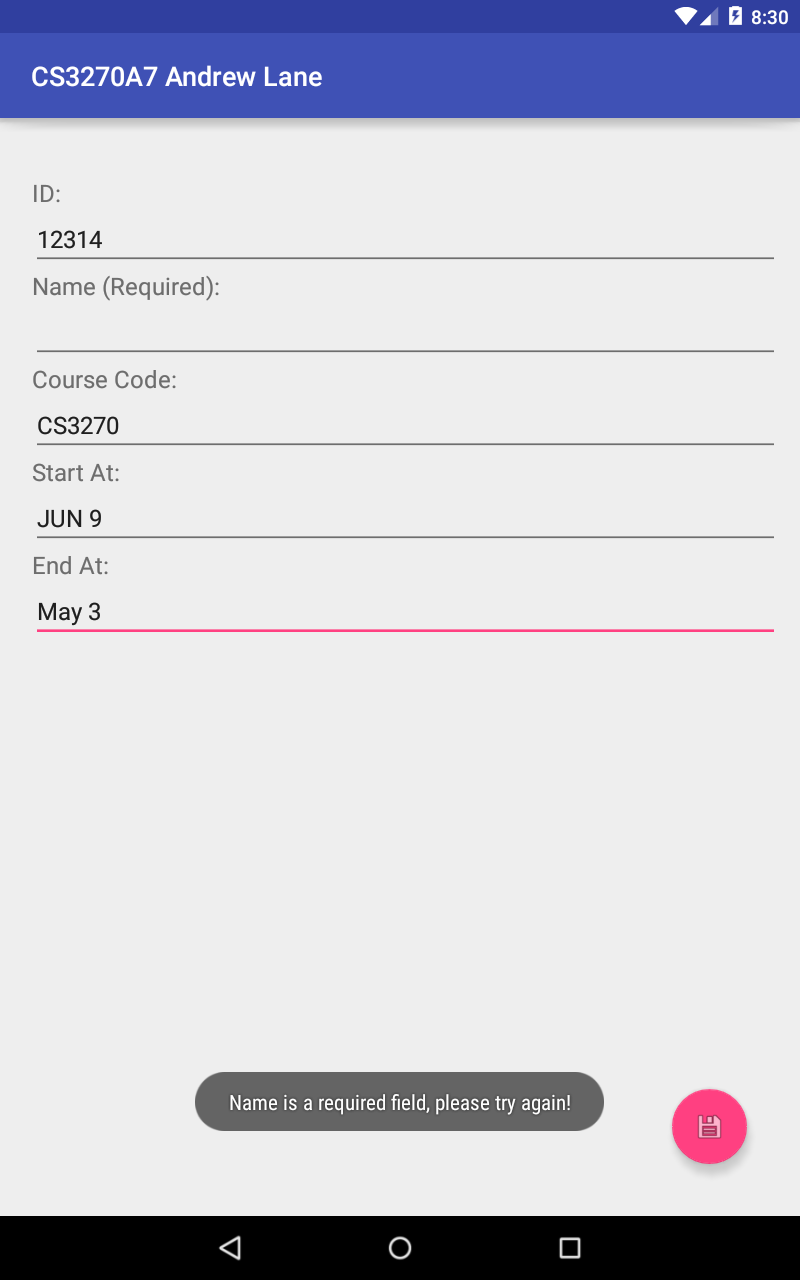 8:30
CS3270A7 Andrew Lane
ID:
12314
Name (Required):
Course Code:
CS3270
Start At:
JUN 9
End At:
May 3
Name is a required field, please try again!